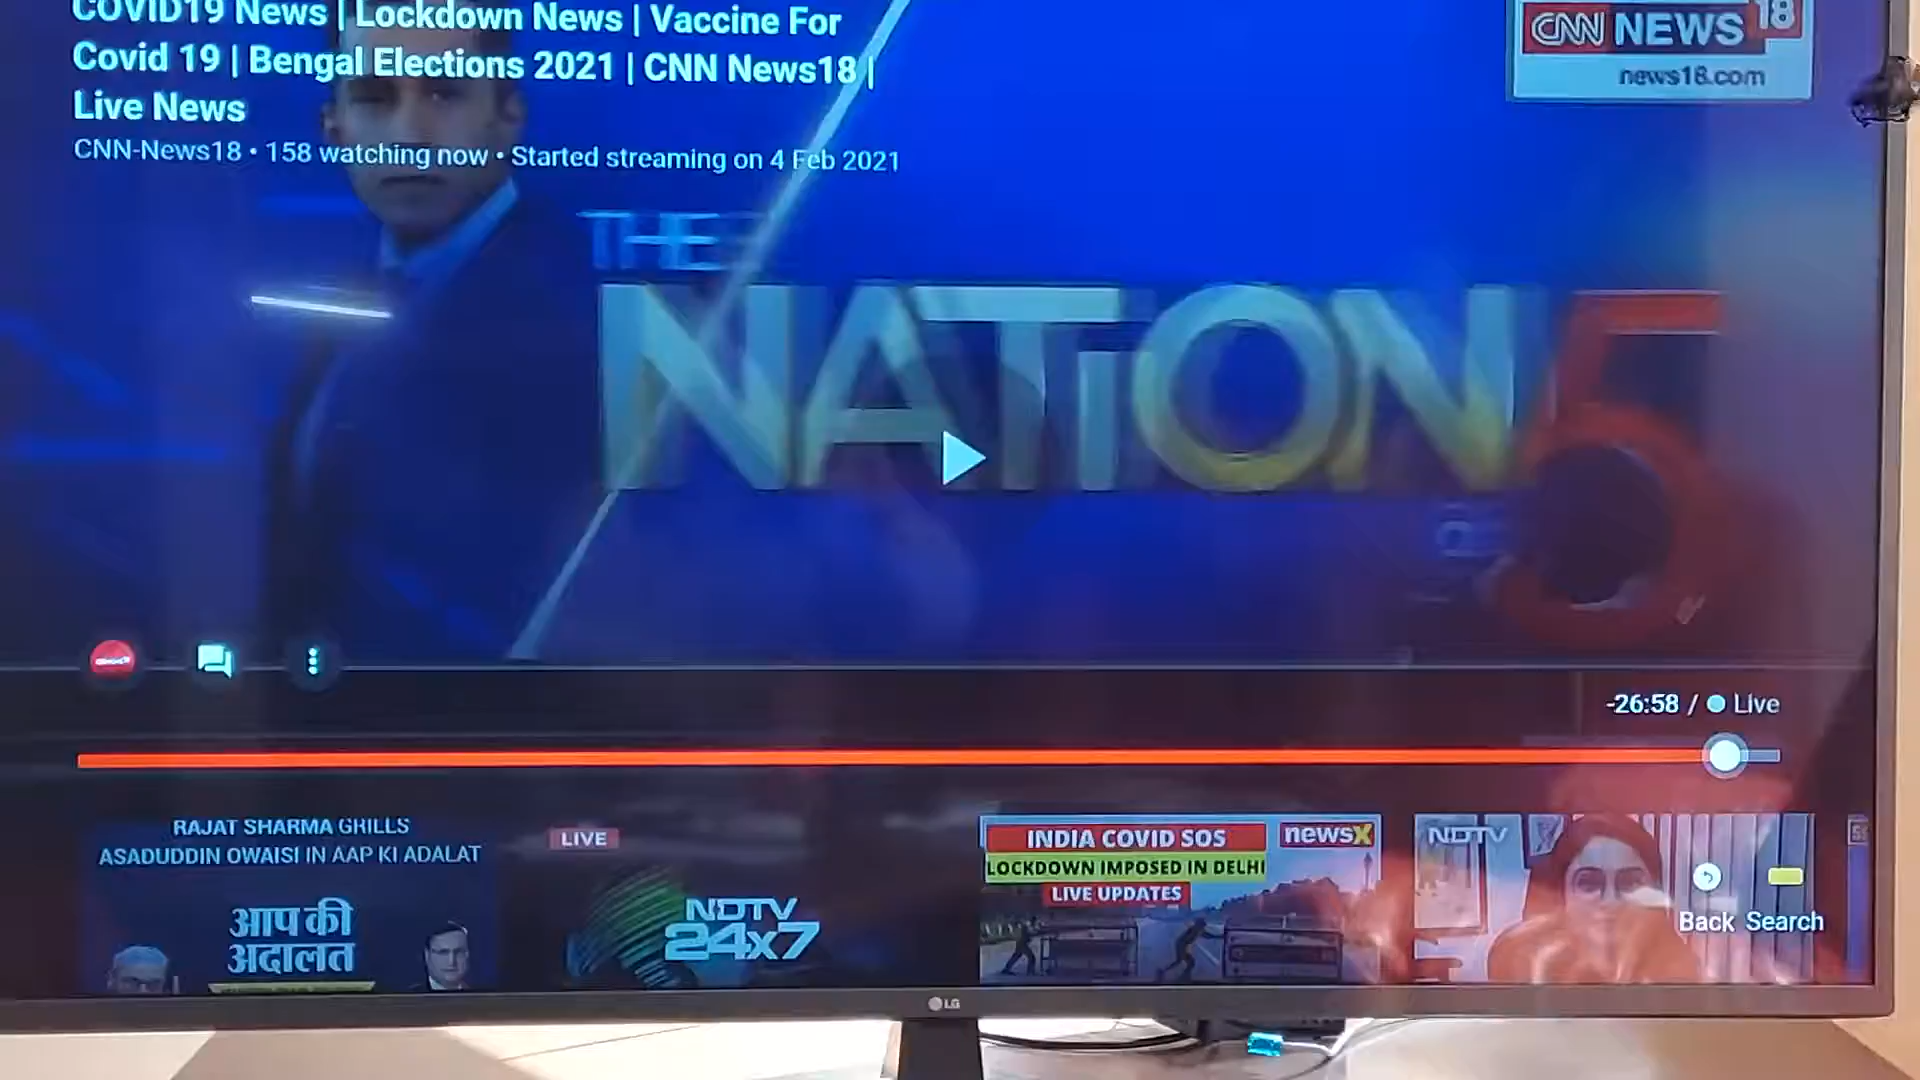 COVID19 News | Lockdown News | Vaccine For
Covid 19 | Bengal Elections 2021 | CNN News18 |
Live News
CNN-News18 • 158 watching now • Started streaming on 4 Feb 2021
CNN NEWS 18
news18.com
THE
NATION
5
-26:58 / Live
RAJAT SHARMA GRILLS
ASADUDDIN OWAISI IN AAP KI ADALAT
आप की
अदालत
LIVE
NDTV
24x7
INDIA COVID SOS
newsX
LOCKDOWN IMPOSED IN DELHI
LIVE UPDATES
NDTV
Back Search
LG